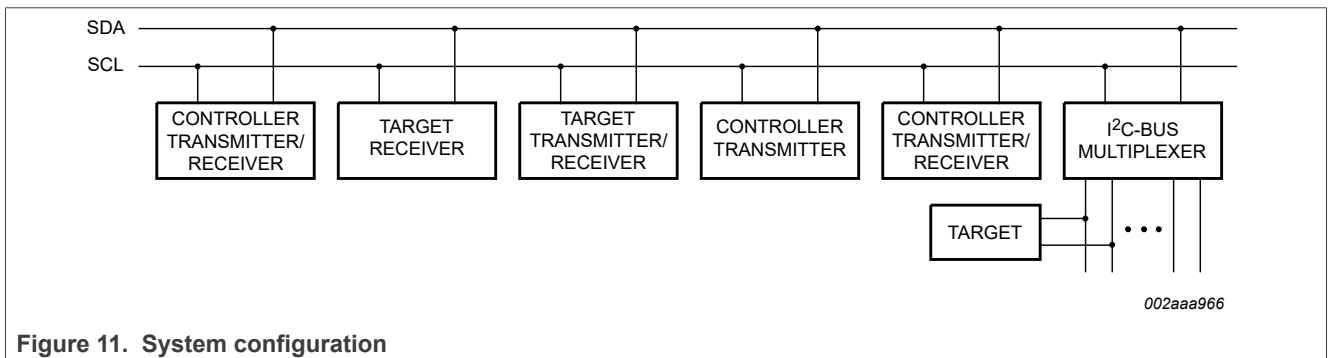 SDA
SCL
CONTROLLER
TRANSMITTER/
RECEIVER
TARGET
RECEIVER
TARGET
TRANSMITTER/
RECEIVER
CONTROLLER
TRANSMITTER
CONTROLLER
TRANSMITTER/
RECEIVER
I²C-BUS
MULTIPLEXER
TARGET
002aaa966
Figure 11. System configuration